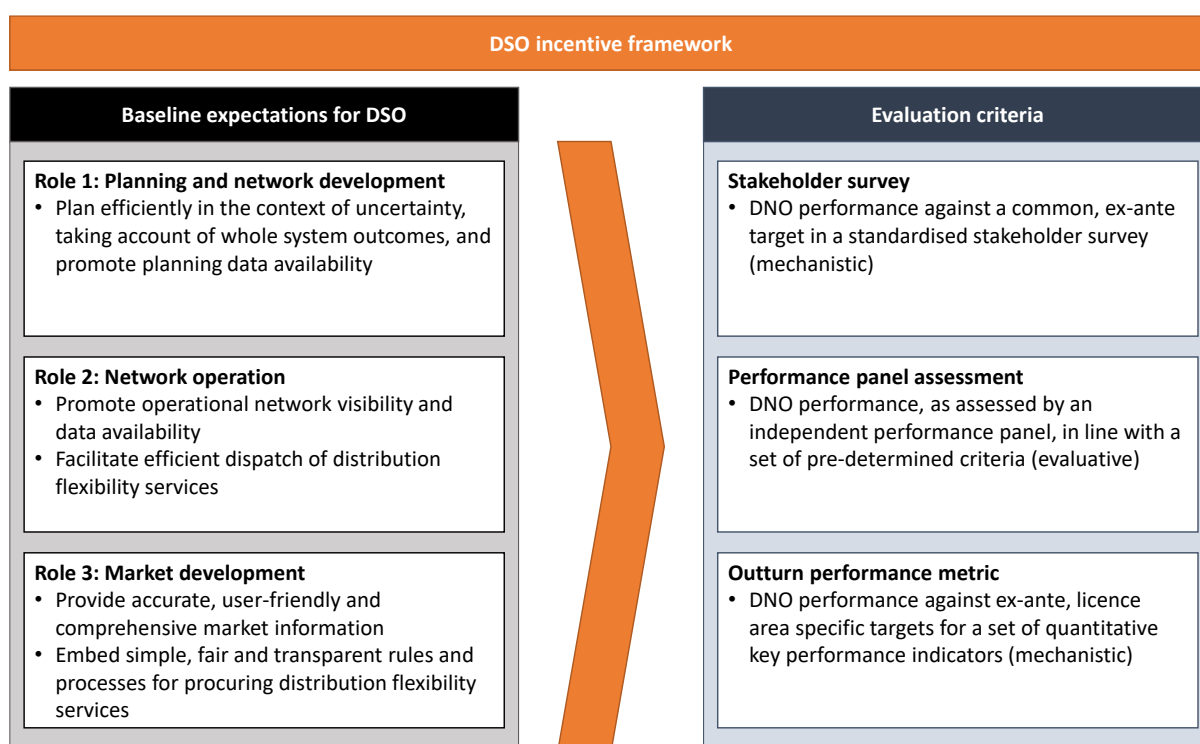 DSO incentive framework
Baseline expectations for DSO
Role 1: Planning and network development
• Plan efficiently in the context of uncertainty,
taking account of whole system outcomes, and
promote planning data availability
Role 2: Network operation
• Promote operational network visibility and
data availability
• Facilitate efficient dispatch of distribution
flexibility services
Role 3: Market development
• Provide accurate, user-friendly and
comprehensive market information
• Embed simple, fair and transparent rules and
processes for procuring distribution flexibility
services
Evaluation criteria
Stakeholder survey
• DNO performance against a common, ex-ante
target in a standardised stakeholder survey
(mechanistic)
Performance panel assessment
• DNO performance, as assessed by an
independent performance panel, in line with a
set of pre-determined criteria (evaluative)
Outturn performance metric
• DNO performance against ex-ante, licence
area specific targets for a set of quantitative
key performance indicators (mechanistic)